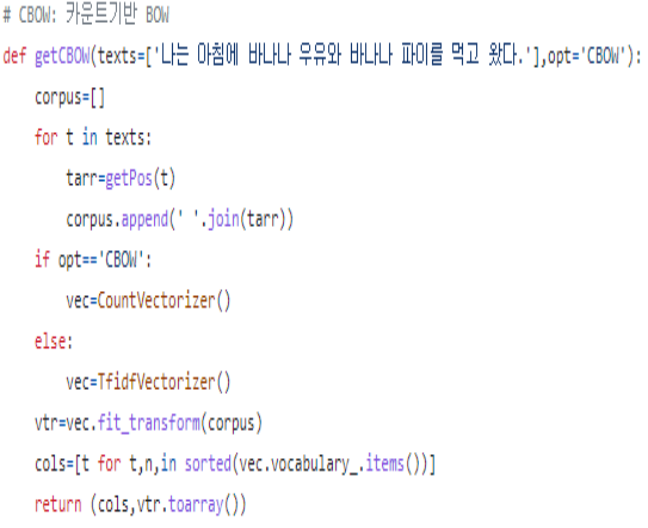 # CBOW: 카운트기반 BOW
def getCBOW(texts=['나는 아침에 바나나 우유와 바나나 파이를 먹고 왔다.'],opt='CBOW'):
corpus=[]
for t in texts:
tarr=getPos(t)
corpus.append(' '.join(tarr))
if opt=='CBOW':
vec=CountVectorizer()
else:
vec=TfidfVectorizer()
vtr=vec.fit_transform(corpus)
cols=[t for t,n,in sorted(vec.vocabulary_.items())]
return (cols,vtr.toarray())